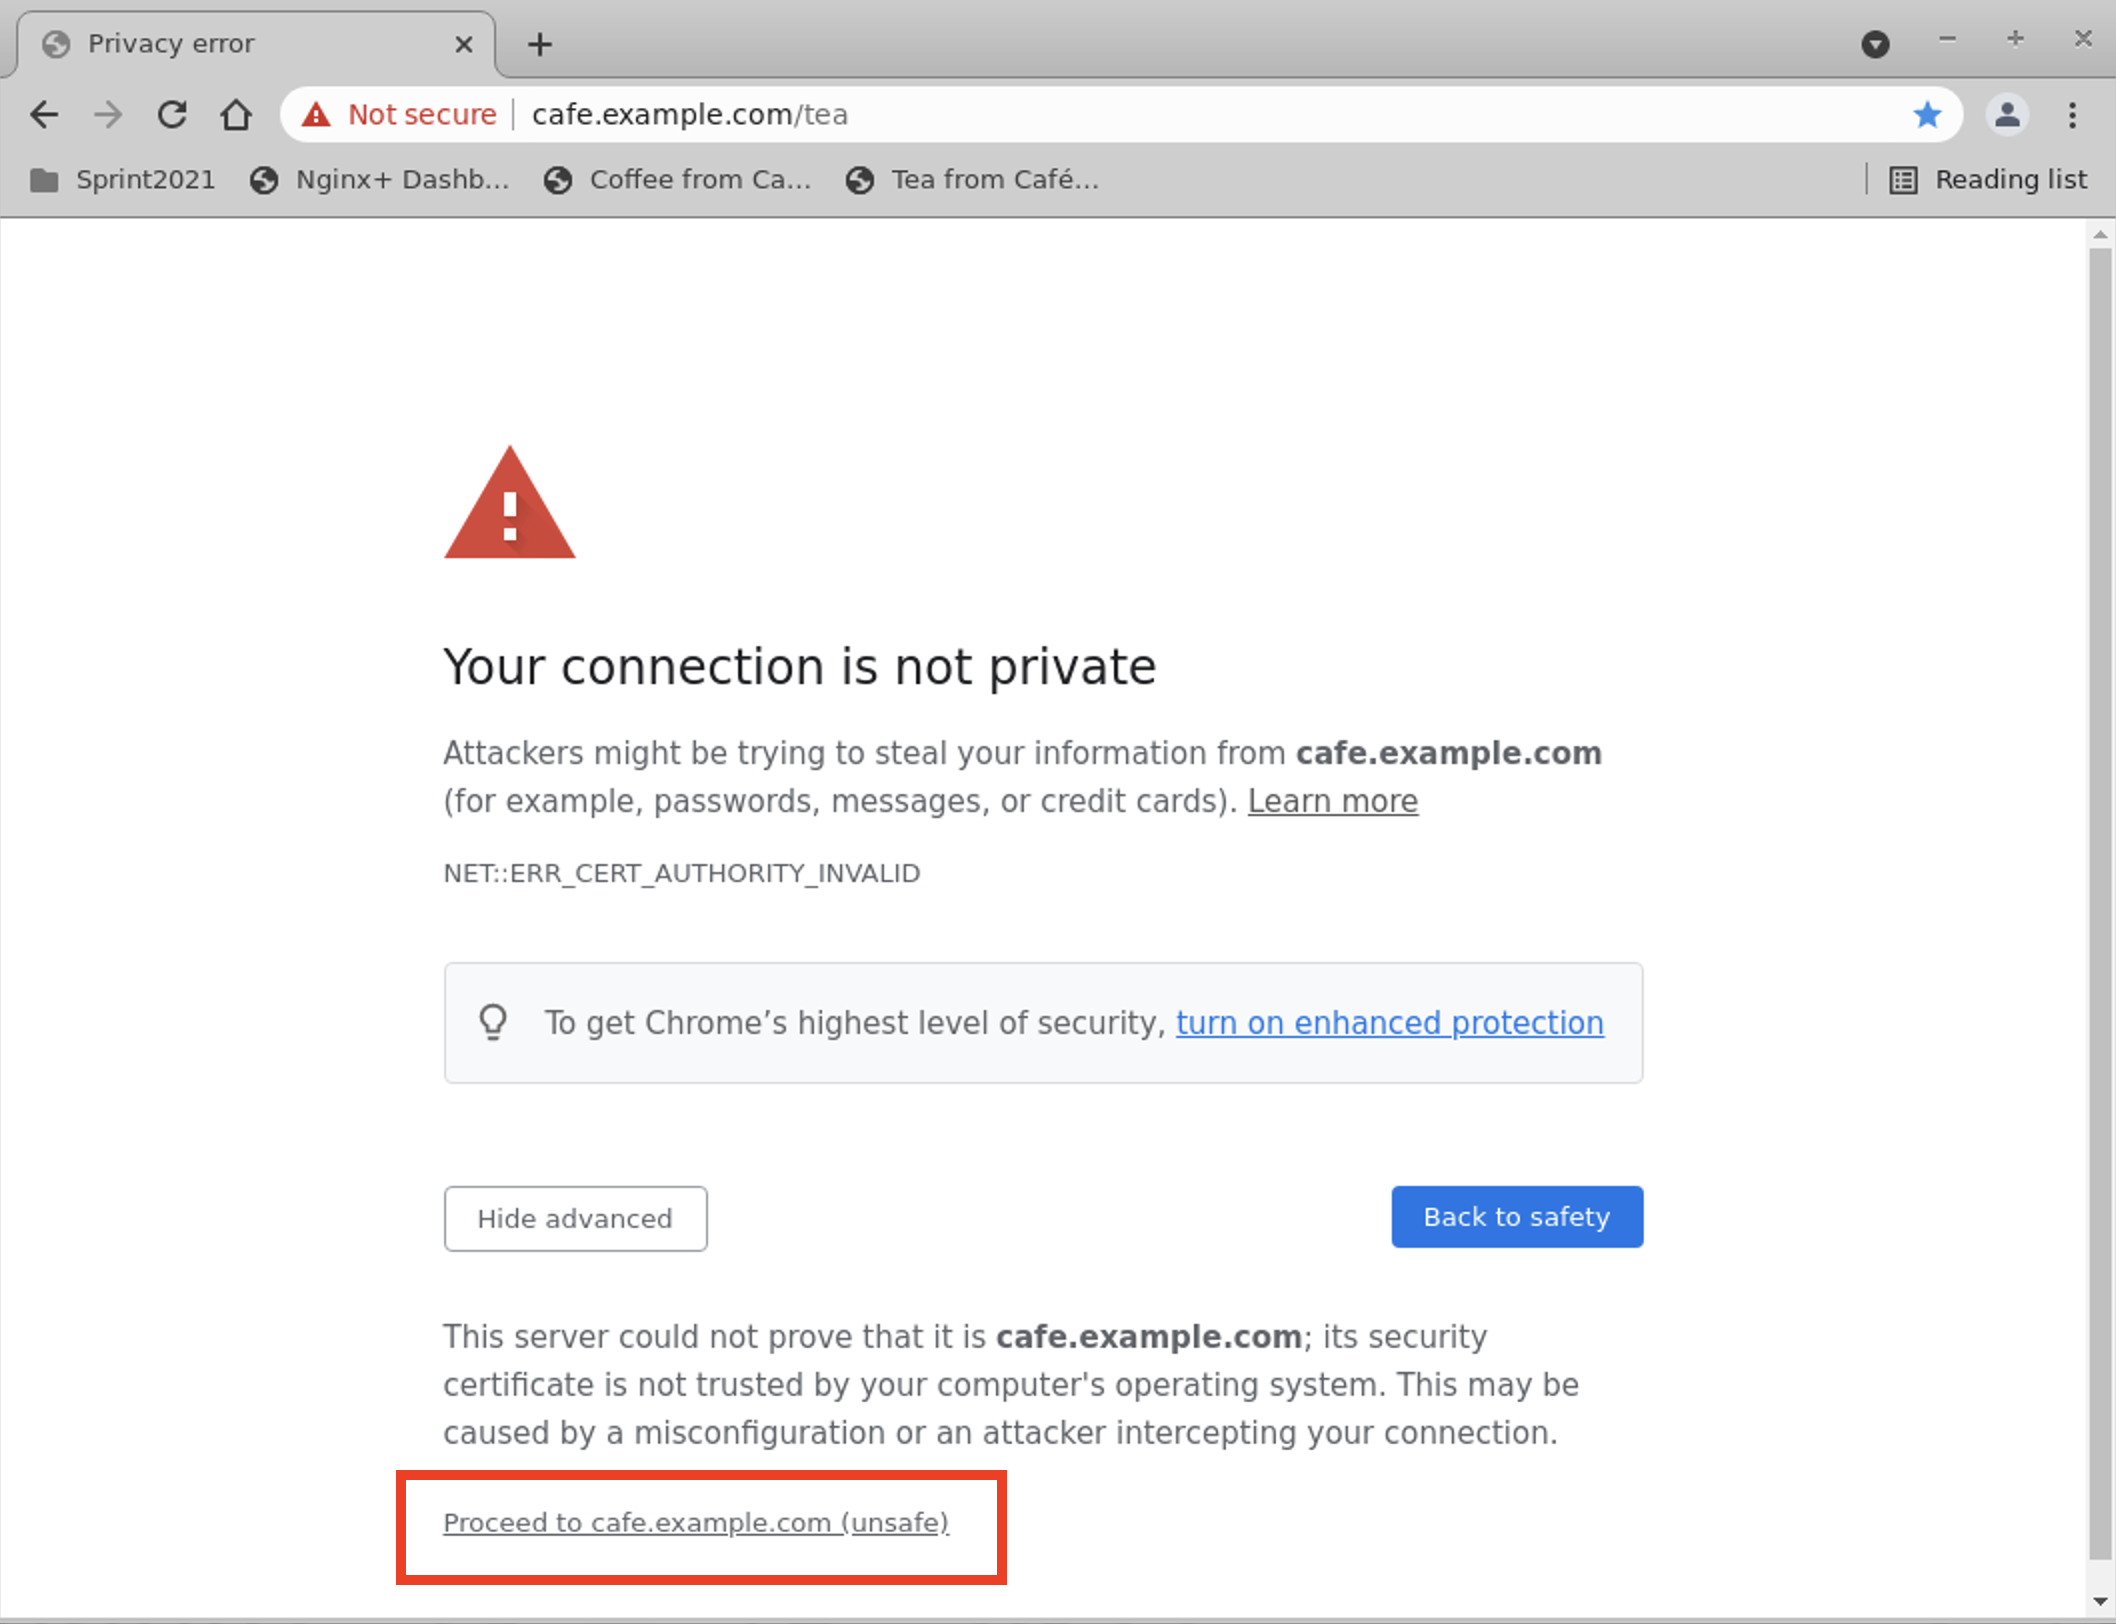 Privacy error
Not secure cafe.example.com/tea
Sprint2021 Nginx+ Dashb... Coffee from Ca... Tea from Café... Reading list
Your connection is not private
Attackers might be trying to steal your information from cafe.example.com
(for example, passwords, messages, or credit cards). Learn more
NET::ERR_CERT_AUTHORITY_INVALID
To get Chrome’s highest level of security, turn on enhanced protection
Hide advanced Back to safety
This server could not prove that it is cafe.example.com; its security
certificate is not trusted by your computer's operating system. This may be
caused by a misconfiguration or an attacker intercepting your connection.
Proceed to cafe.example.com (unsafe)